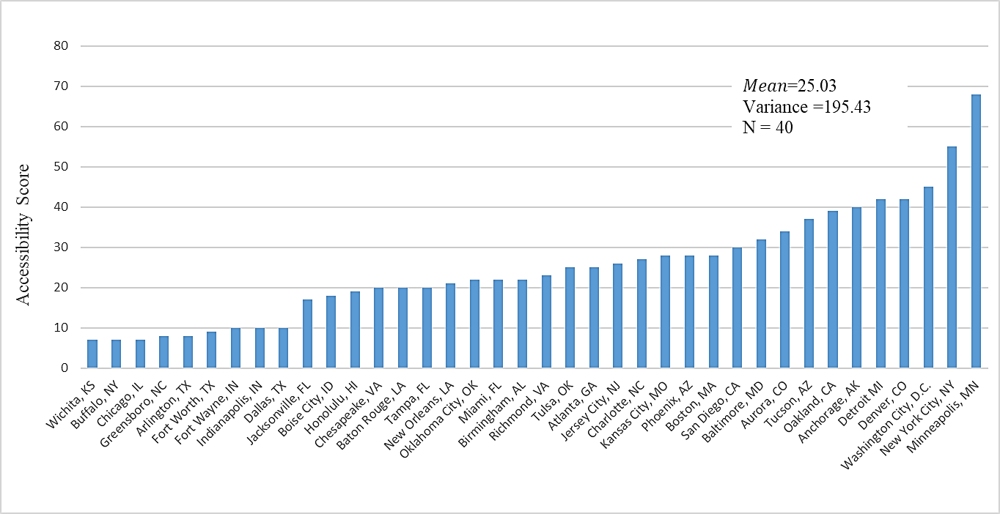 80
70
60
50
40
30
20
10
0
Accessibility Score
Mean=25.03
Variance =195.43
N = 40
Wichita, KS
Buffalo, NY
Chicago, IL
Greensboro, NC
Arlington, TX
Fort Worth, TX
Fort Wayne, IN
Indianapolis, IN
Dallas, TX
Jacksonville, FL
Boise City, ID
Honolulu, HI
Chesapeake, VA
Baton Rouge, LA
Tampa, FL
New Orleans, LA
Oklahoma City, OK
Miami, FL
Birmingham, AL
Richmond, VA
Tulsa, OK
Atlanta, GA
Jersey City, NJ
Charlotte, NC
Kansas City, MO
Phoenix, AZ
Boston, MA
San Diego, CA
Baltimore, MD
Aurora, CO
Tucson, AZ
Oakland, CA
Anchorage, AK
Detroit MI
Denver, CO
Washington City, D.C.
New York City, NY
Minneapolis, MN